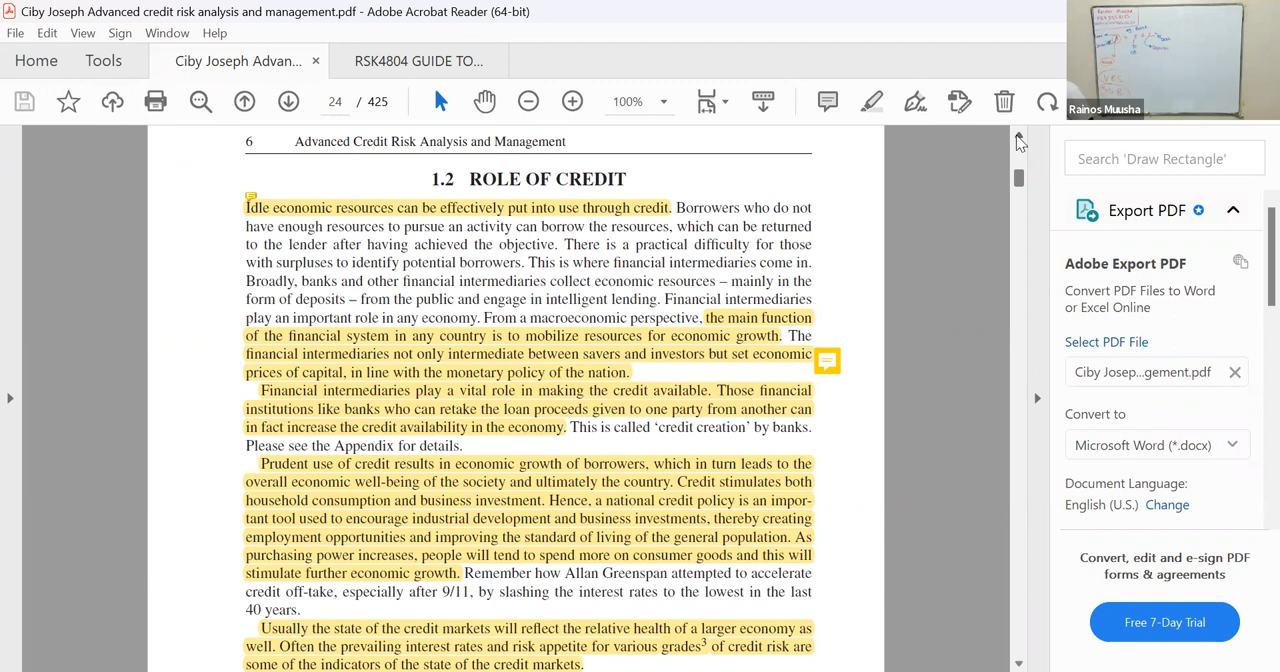 Ciby Joseph Advanced credit risk analysis and management.pdf - Adobe Acrobat Reader (64-bit)
File Edit View Sign Window Help
Home Tools Ciby Joseph Advan... × RSK4804 GUIDE TO...
24 / 425 100%
Rainos Muusha
6 Advanced Credit Risk Analysis and Management
1.2 ROLE OF CREDIT
Idle economic resources can be effectively put into use through credit. Borrowers who do not
have enough resources to pursue an activity can borrow the resources, which can be returned
to the lender after having achieved the objective. There is a practical difficulty for those
with surpluses to identify potential borrowers. This is where financial intermediaries come in.
Broadly, banks and other financial intermediaries collect economic resources – mainly in the
form of deposits – from the public and engage in intelligent lending. Financial intermediaries
play an important role in any economy. From a macroeconomic perspective, the main function
of the financial system in any country is to mobilize resources for economic growth. The
financial intermediaries not only intermediate between savers and investors but set economic
prices of capital, in line with the monetary policy of the nation.
Financial intermediaries play a vital role in making the credit available. Those financial
institutions like banks who can retake the loan proceeds given to one party from another can
in fact increase the credit availability in the economy. This is called ‘credit creation’ by banks.
Please see the Appendix for details.
Prudent use of credit results in economic growth of borrowers, which in turn leads to the
overall economic well-being of the society and ultimately the country. Credit stimulates both
household consumption and business investment. Hence, a national credit policy is an impor-
tant tool used to encourage industrial development and business investments, thereby creating
employment opportunities and improving the standard of living of the general population. As
purchasing power increases, people will tend to spend more on consumer goods and this will
stimulate further economic growth. Remember how Allan Greenspan attempted to accelerate
credit off-take, especially after 9/11, by slashing the interest rates to the lowest in the last
40 years.
Usually the state of the credit markets will reflect the relative health of a larger economy as
well. Often the prevailing interest rates and risk appetite for various grades³ of credit risk are
some of the indicators of the state of the credit markets.
Search 'Draw Rectangle'
Export PDF
Adobe Export PDF
Convert PDF Files to Word
or Excel Online
Select PDF File
Ciby Josep...gement.pdf
Convert to
Microsoft Word (*.docx)
Document Language:
English (U.S.) Change
Convert, edit and e-sign PDF
forms & agreements
Free 7-Day Trial